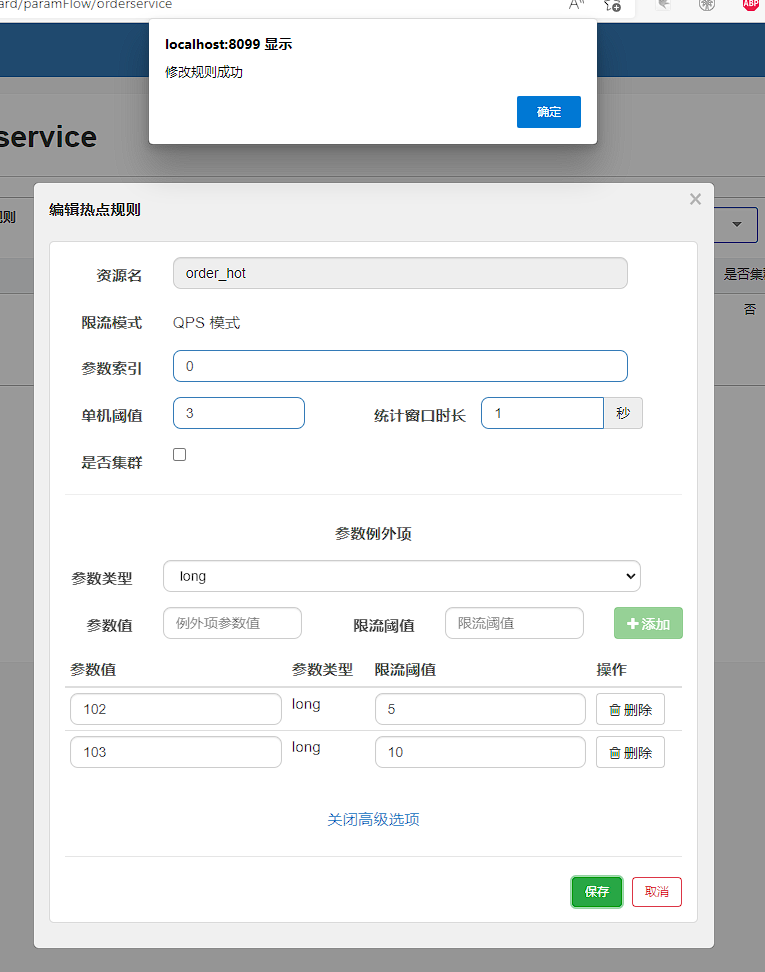 ard/paramFlow/orderservice
A
ABP
localhost:8099 显示
修改规则成功
确定
service
规则
编辑热点规则
×
是否集群
否
资源名 order_hot
限流模式 QPS 模式
参数索引 0
单机阈值 3 统计窗口时长 1 秒
是否集群
参数例外项
参数类型 long
参数值 例外项参数值 限流阈值 限流阈值 添加
参数值 参数类型 限流阈值 操作
102 long 5 删除
103 long 10 删除
关闭高级选项
保存 取消